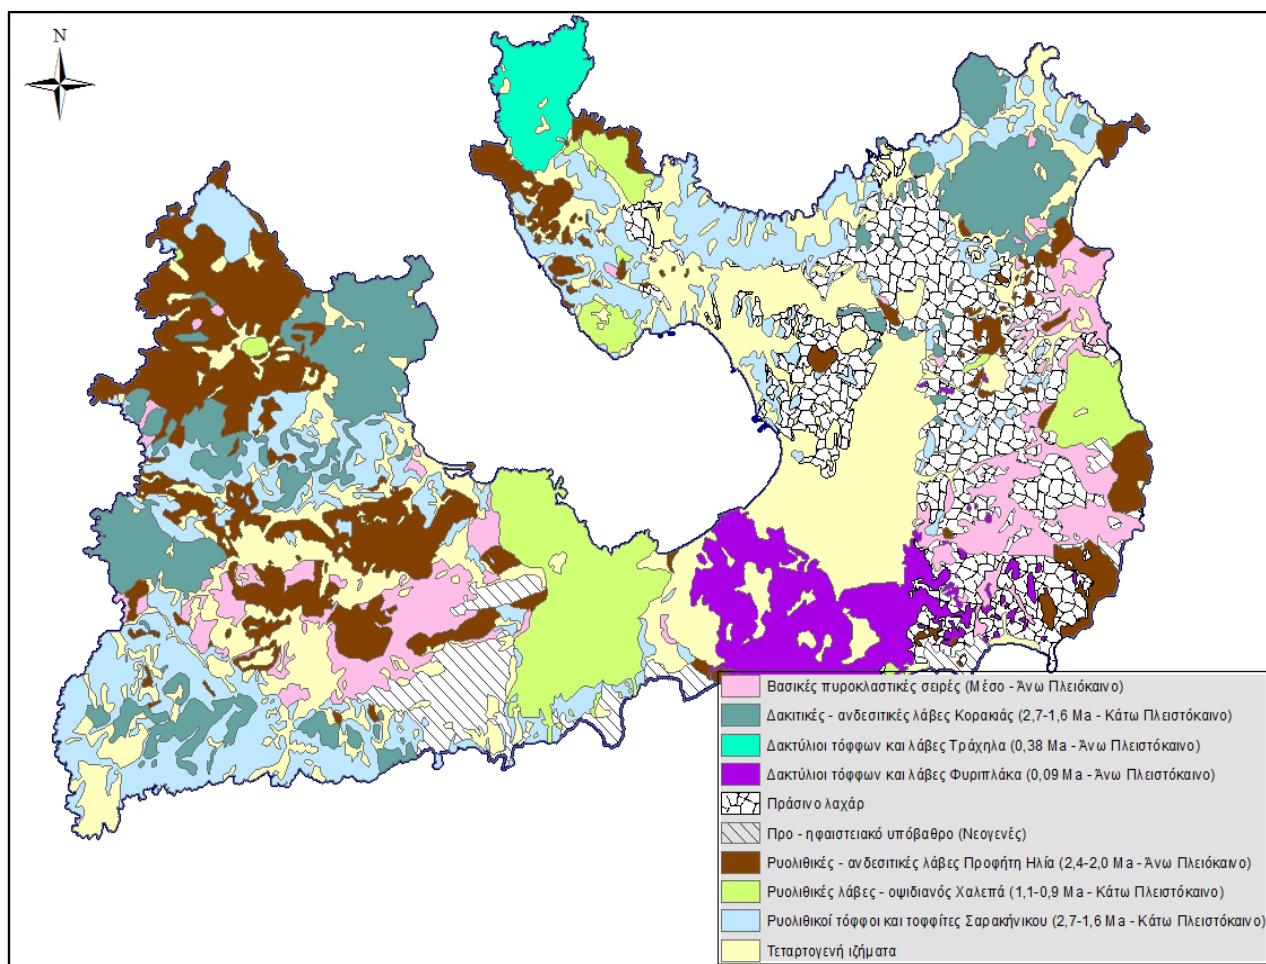 N
Βασικές πυροκλαστικές σειρές (Μέσο - Άνω Πλειόκαινο)
Δακιτικές - ανδεσιτικές λάβες Κορακιάς (2,7-1,6 Ma - Κάτω Πλειστόκαινο)
Δακτύλιοι τόφφων και λάβες Τράχηλα (0,38 Ma - Άνω Πλειστόκαινο)
Δακτύλιοι τόφφων και λάβες Φυριπλάκα (0,09 Ma - Άνω Πλειστόκαινο)
Πράσινο λαχάρ
Προ - ηφαιστειακό υπόβαθρο (Νεογενές)
Ρυολιθικές - ανδεσιτικές λάβες Προφήτη Ηλία (2,4-2,0 Ma - Άνω Πλειόκαινο)
Ρυολιθικές λάβες - οψιδιανός Χαλεπά (1,1-0,9 Ma - Κάτω Πλειστόκαινο)
Ρυολιθικοί τόφφοι και τοφφίτες Σαρακήνικου (2,7-1,6 Ma - Κάτω Πλειστόκαινο)
Τεταρτογενή ιζήματα